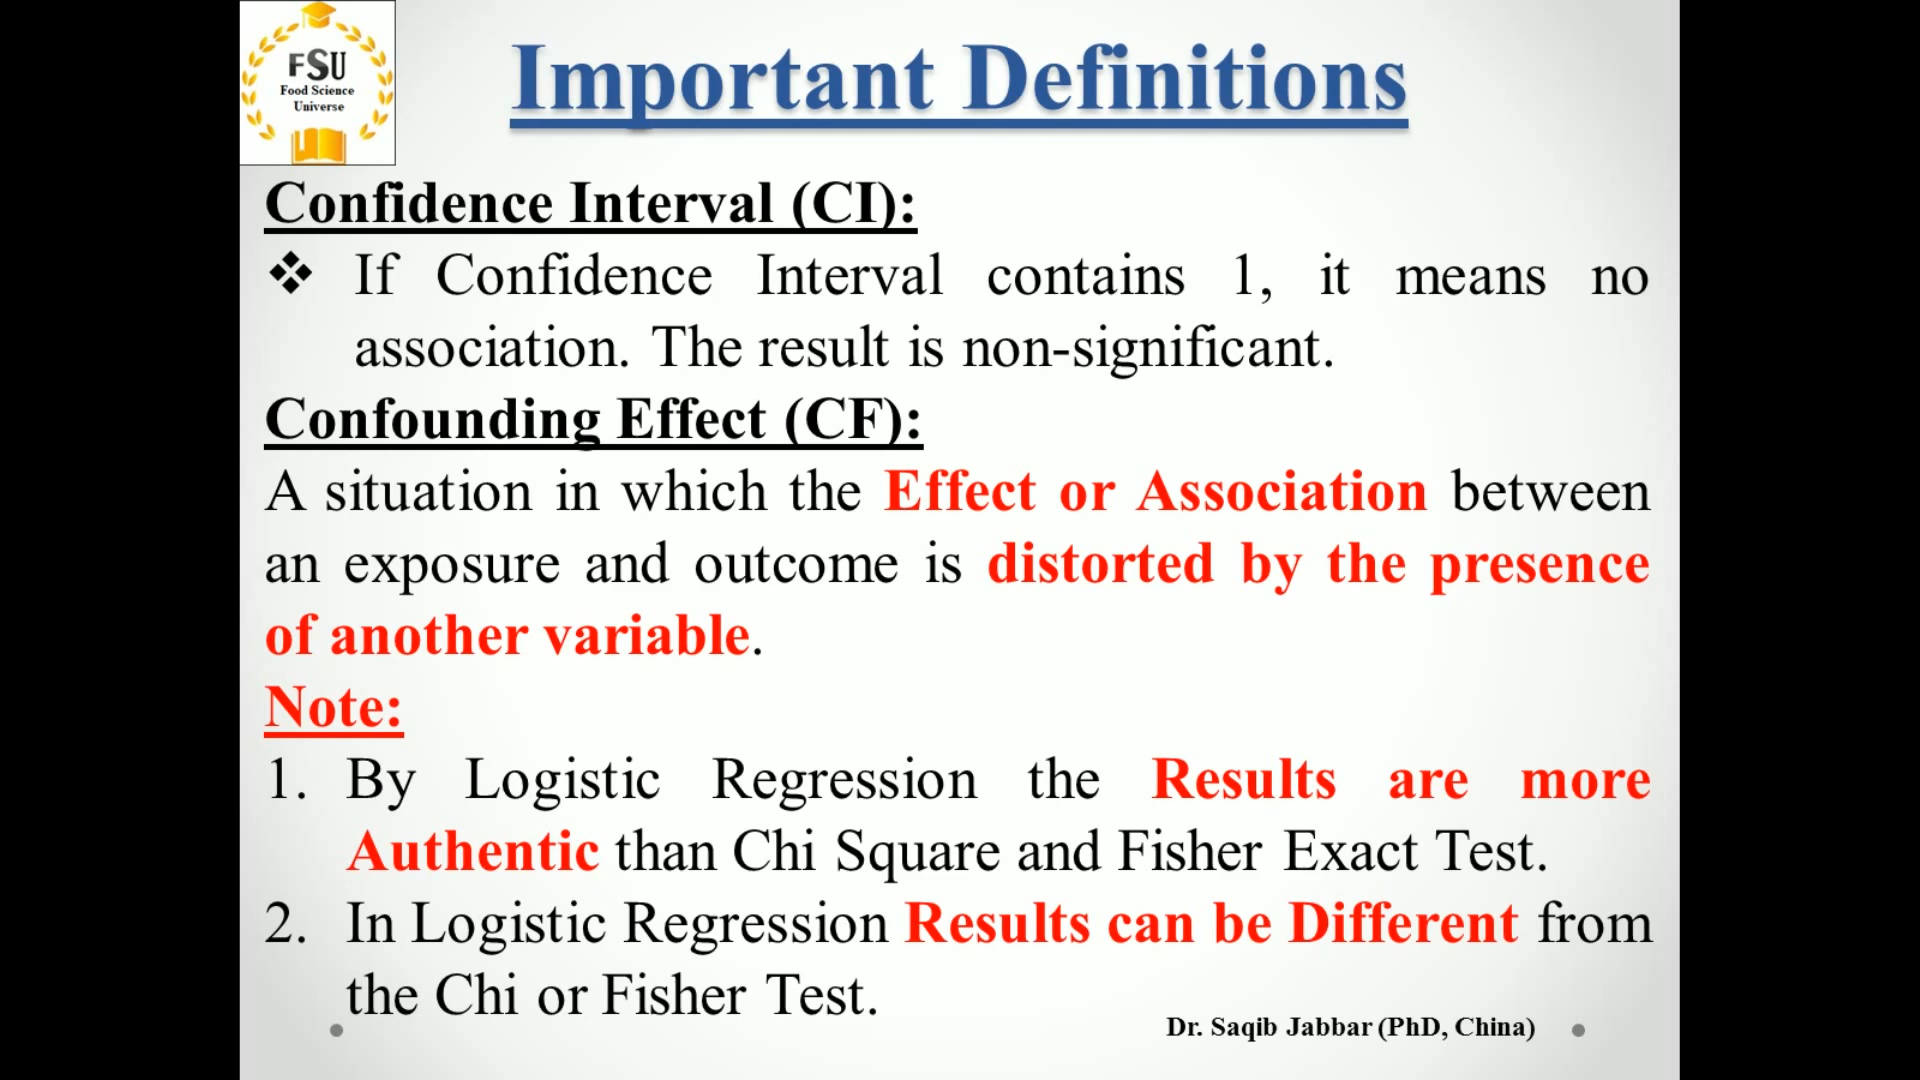 FSU
Food Science
Universe
Important Definitions
Confidence Interval (CI):
❖ If Confidence Interval contains 1, it means no
association. The result is non-significant.
Confounding Effect (CF):
A situation in which the Effect or Association between
an exposure and outcome is distorted by the presence
of another variable.
Note:
1. By Logistic Regression the Results are more
Authentic than Chi Square and Fisher Exact Test.
2. In Logistic Regression Results can be Different from
the Chi or Fisher Test.
Dr. Saqib Jabbar (PhD, China)